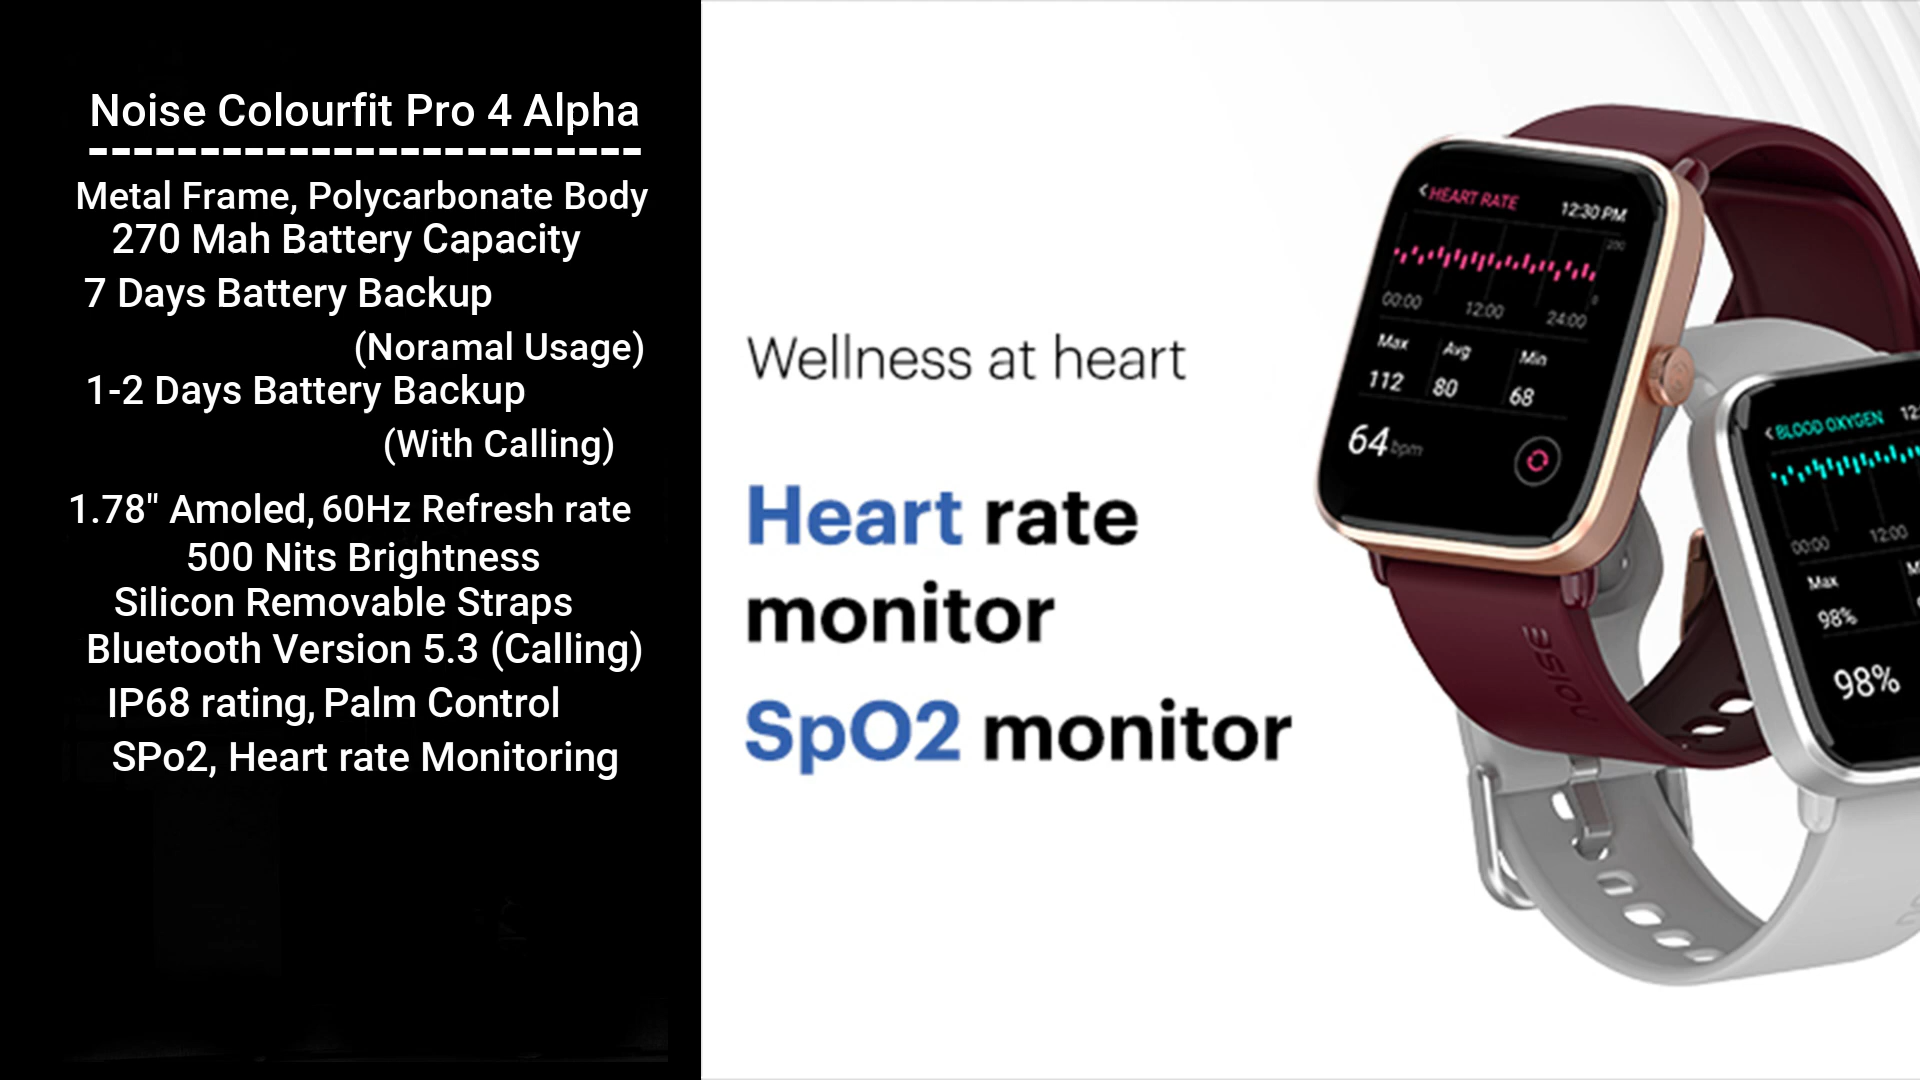 Noise Colourfit Pro 4 Alpha
-------------------------
Metal Frame, Polycarbonate Body
270 Mah Battery Capacity
7 Days Battery Backup
(Noramal Usage)
1-2 Days Battery Backup
(With Calling)
1.78" Amoled, 60Hz Refresh rate
500 Nits Brightness
Silicon Removable Straps
Bluetooth Version 5.3 (Calling)
IP68 rating, Palm Control
SPo2, Heart rate Monitoring
Wellness at heart
Heart rate
monitor
SpO2 monitor
< HEART RATE 12:30 PM
200
0
00:00 12:00 24:00
Max Avg Min
112 80 68
64 bpm
noise
< BLOOD OXYGEN 12:
00:00 12:00
Max M
98%
98%